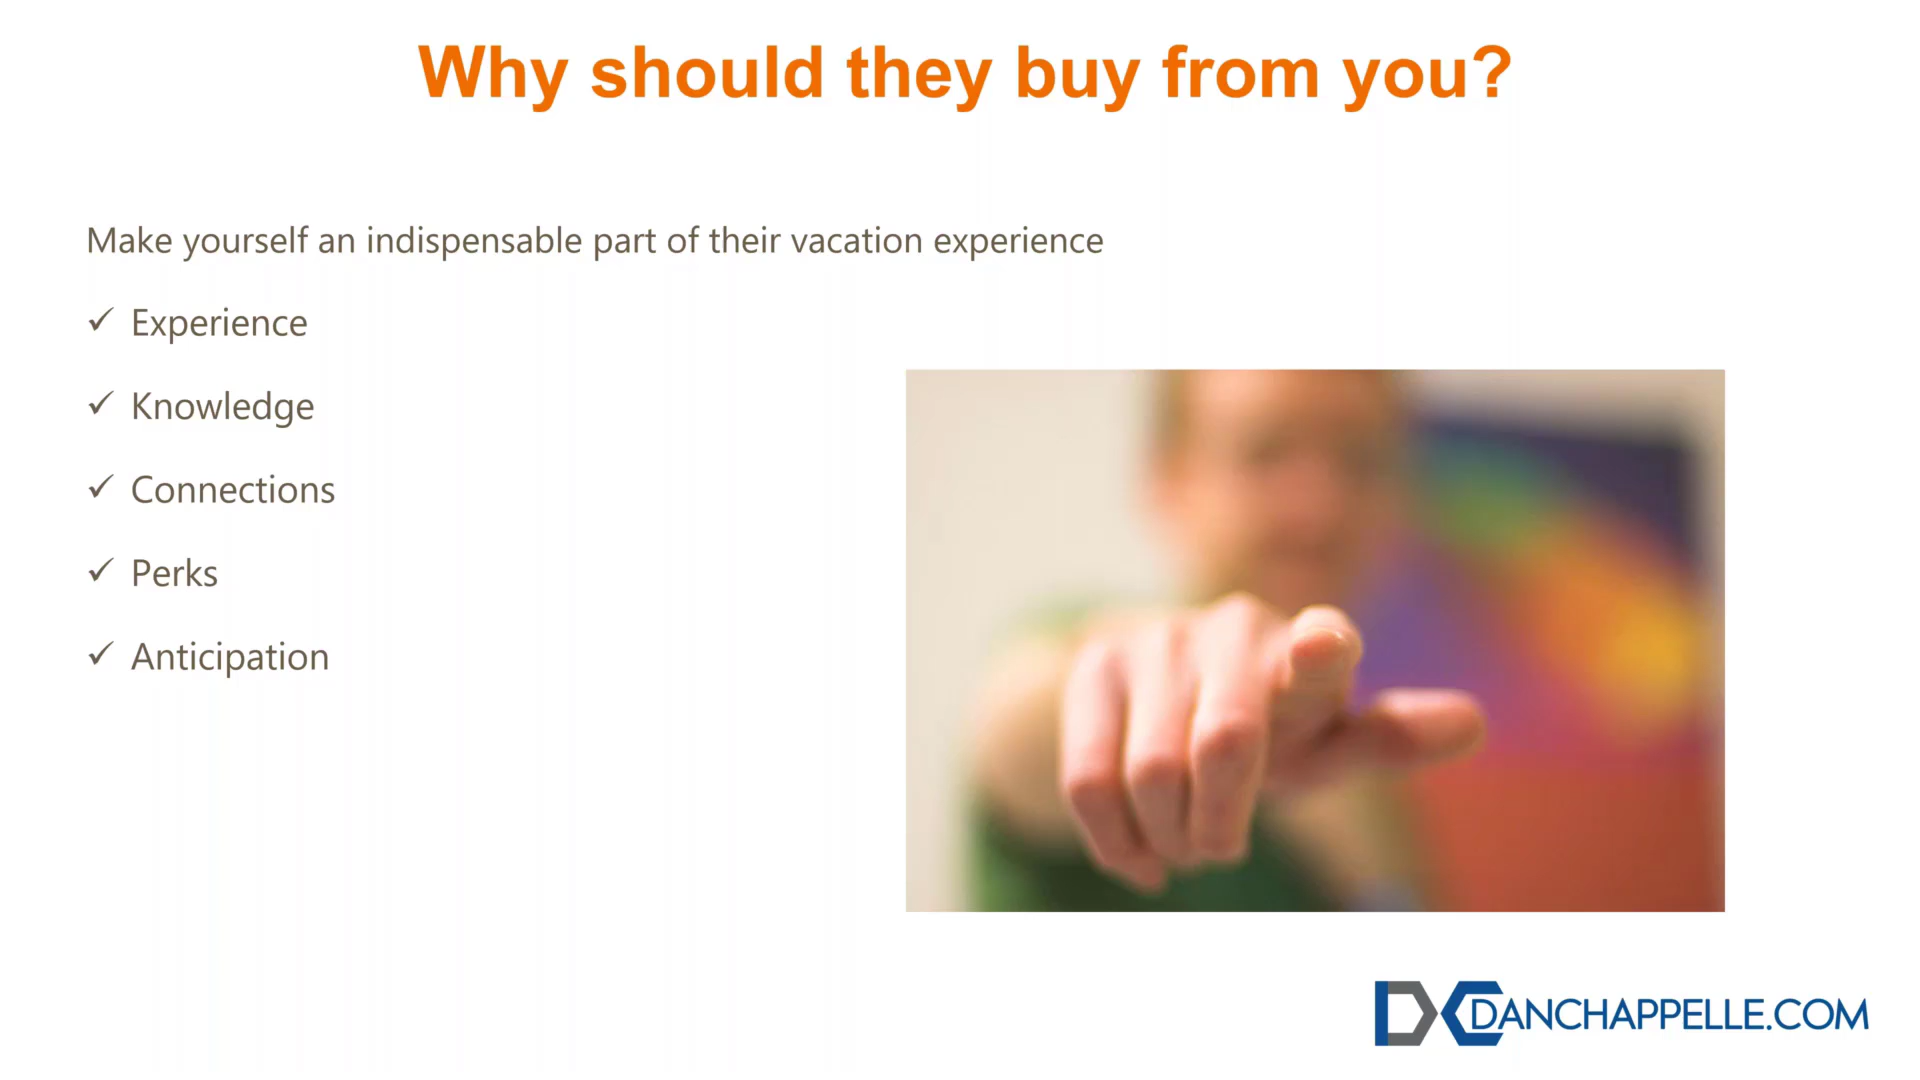 Why should they buy from you?
Make yourself an indispensable part of their vacation experience
✓ Experience
✓ Knowledge
✓ Connections
✓ Perks
✓ Anticipation
DC DANCHAPPELLE.COM